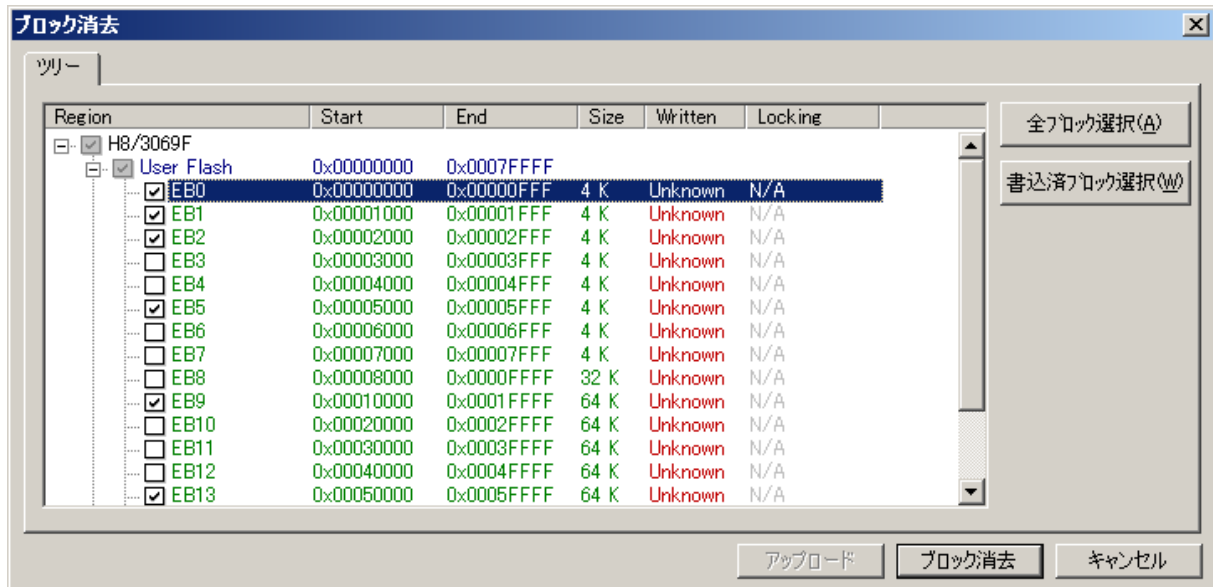 ブロック消去
ツリー
Region Start End Size Written Locking
H8/3069F
User Flash 0x00000000 0x0007FFFF
EB0 0x00000000 0x00000FFF 4 K Unknown N/A
EB1 0x00001000 0x00001FFF 4 K Unknown N/A
EB2 0x00002000 0x00002FFF 4 K Unknown N/A
EB3 0x00003000 0x00003FFF 4 K Unknown N/A
EB4 0x00004000 0x00004FFF 4 K Unknown N/A
EB5 0x00005000 0x00005FFF 4 K Unknown N/A
EB6 0x00006000 0x00006FFF 4 K Unknown N/A
EB7 0x00007000 0x00007FFF 4 K Unknown N/A
EB8 0x00008000 0x0000FFFF 32 K Unknown N/A
EB9 0x00010000 0x0001FFFF 64 K Unknown N/A
EB10 0x00020000 0x0002FFFF 64 K Unknown N/A
EB11 0x00030000 0x0003FFFF 64 K Unknown N/A
EB12 0x00040000 0x0004FFFF 64 K Unknown N/A
EB13 0x00050000 0x0005FFFF 64 K Unknown N/A
全ブロック選択(A)
書込済ブロック選択(W)
アップロード ブロック消去 キャンセル